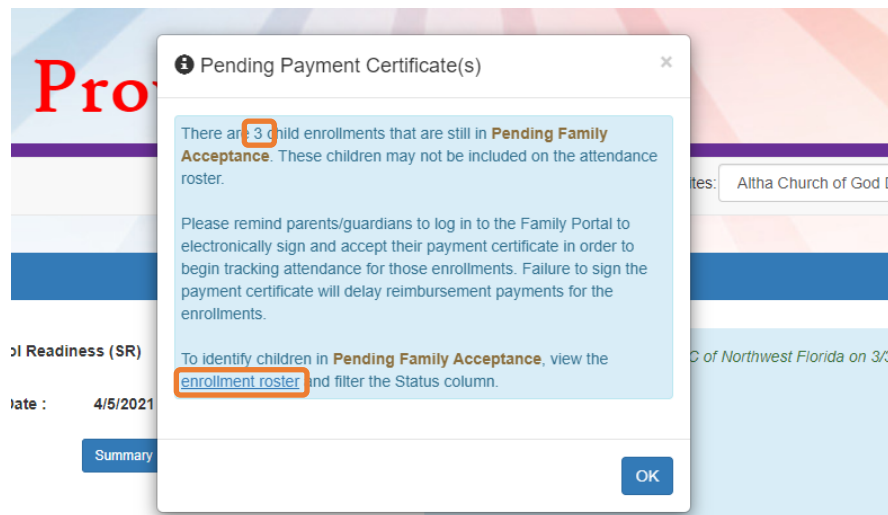 Pending Payment Certificate(s) ×
Pro
There are 3 child enrollments that are still in Pending Family
Acceptance. These children may not be included on the attendance
roster.
ites: Altha Church of God D
Please remind parents/guardians to log in to the Family Portal to
electronically sign and accept their payment certificate in order to
begin tracking attendance for those enrollments. Failure to sign the
payment certificate will delay reimbursement payments for the
enrollments.
ol Readiness (SR)
C of Northwest Florida on 3/3
To identify children in Pending Family Acceptance, view the
enrollment roster and filter the Status column.
Date : 4/5/2021
Summary
OK